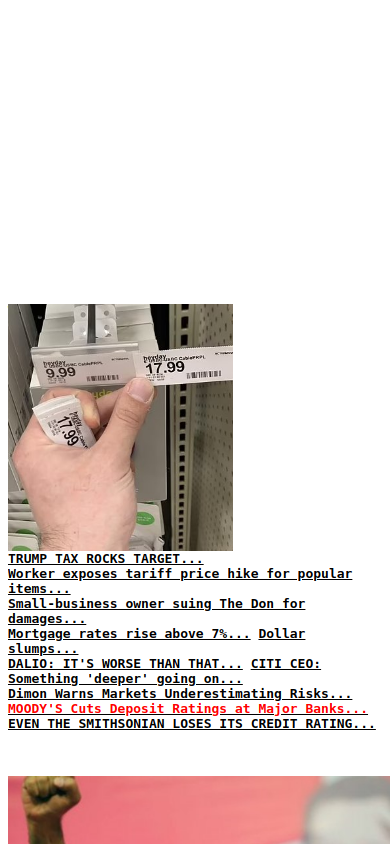 heyday
9.99
heyday
17.99
17.99
TRUMP TAX ROCKS TARGET...
Worker exposes tariff price hike for popular
items...
Small-business owner suing The Don for
damages...
Mortgage rates rise above 7%... Dollar
slumps...
DALIO: IT'S WORSE THAN THAT... CITI CEO:
Something 'deeper' going on...
Dimon Warns Markets Underestimating Risks...
MOODY'S Cuts Deposit Ratings at Major Banks...
EVEN THE SMITHSONIAN LOSES ITS CREDIT RATING...